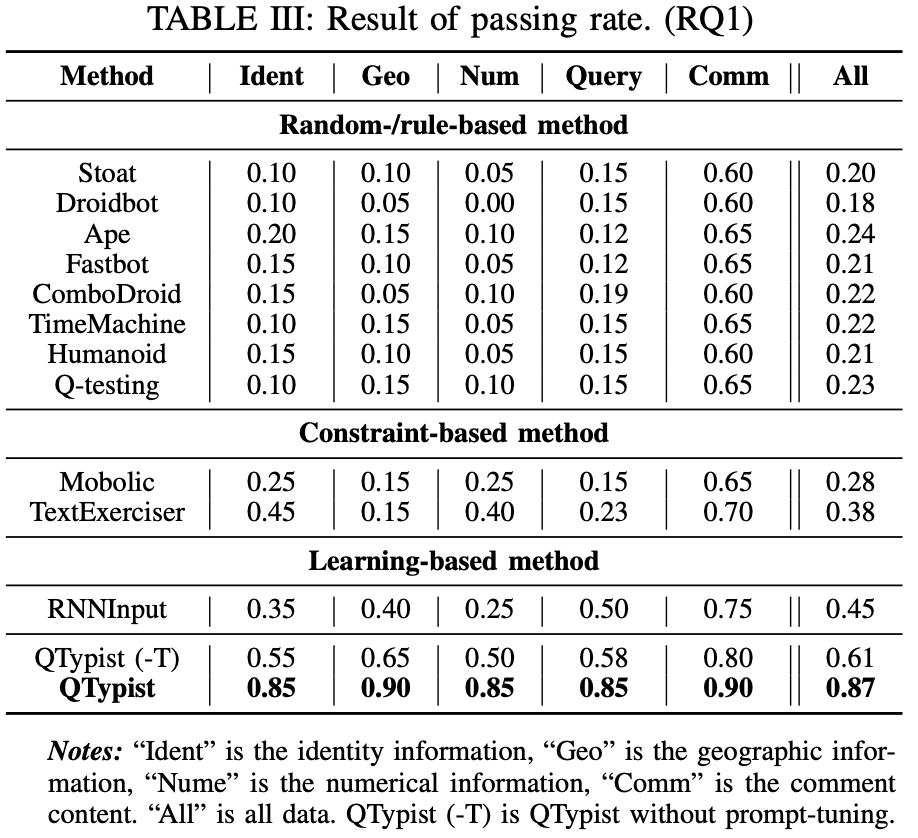 TABLE III: Result of passing rate. (RQ1)
Method | Ident | Geo | Num | Query | Comm || All
Random-/rule-based method
Stoat | 0.10 | 0.10 | 0.05 | 0.15 | 0.60 || 0.20
Droidbot | 0.10 | 0.05 | 0.00 | 0.15 | 0.60 || 0.18
Ape | 0.20 | 0.15 | 0.10 | 0.12 | 0.65 || 0.24
Fastbot | 0.15 | 0.10 | 0.05 | 0.12 | 0.65 || 0.21
ComboDroid | 0.15 | 0.05 | 0.10 | 0.19 | 0.60 || 0.22
TimeMachine | 0.10 | 0.15 | 0.05 | 0.15 | 0.65 || 0.22
Humanoid | 0.15 | 0.10 | 0.05 | 0.15 | 0.60 || 0.21
Q-testing | 0.10 | 0.15 | 0.10 | 0.15 | 0.65 || 0.23
Constraint-based method
Mobolic | 0.25 | 0.15 | 0.25 | 0.15 | 0.65 || 0.28
TextExerciser | 0.45 | 0.15 | 0.40 | 0.23 | 0.70 || 0.38
Learning-based method
RNNInput | 0.35 | 0.40 | 0.25 | 0.50 | 0.75 || 0.45
QTypist (-T) | 0.55 | 0.65 | 0.50 | 0.58 | 0.80 || 0.61
QTypist | 0.85 | 0.90 | 0.85 | 0.85 | 0.90 || 0.87
Notes: “Ident” is the identity information, “Geo” is the geographic infor-
mation, “Nume” is the numerical information, “Comm” is the comment
content. “All” is all data. QTypist (-T) is QTypist without prompt-tuning.